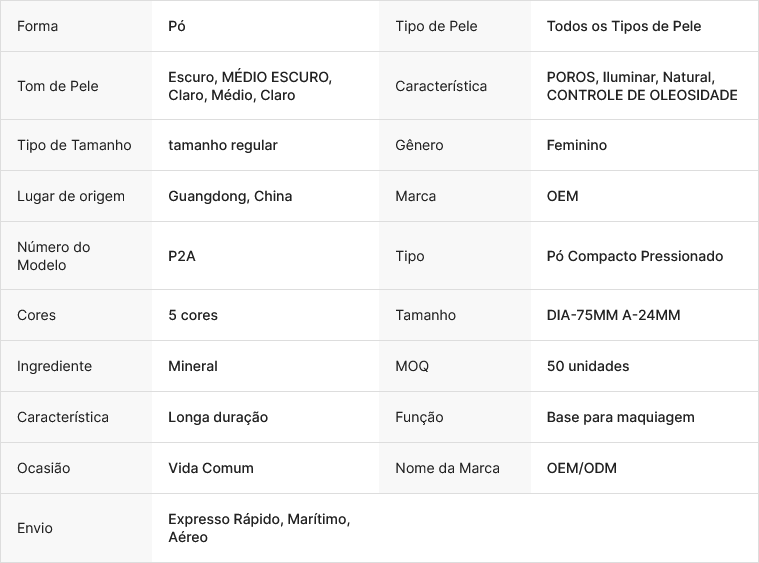 Forma
Pó
Tipo de Pele
Todos os Tipos de Pele
Tom de Pele
Escuro, MÉDIO ESCURO,
Claro, Médio, Claro
Característica
POROS, Iluminar, Natural,
CONTROLE DE OLEOSIDADE
Tipo de Tamanho
tamanho regular
Gênero
Feminino
Lugar de origem
Guangdong, China
Marca
OEM
Número do
Modelo
P2A
Tipo
Pó Compacto Pressionado
Cores
5 cores
Tamanho
DIA-75MM A-24MM
Ingrediente
Mineral
MOQ
50 unidades
Característica
Longa duração
Função
Base para maquiagem
Ocasião
Vida Comum
Nome da Marca
OEM/ODM
Envio
Expresso Rápido, Marítimo,
Aéreo